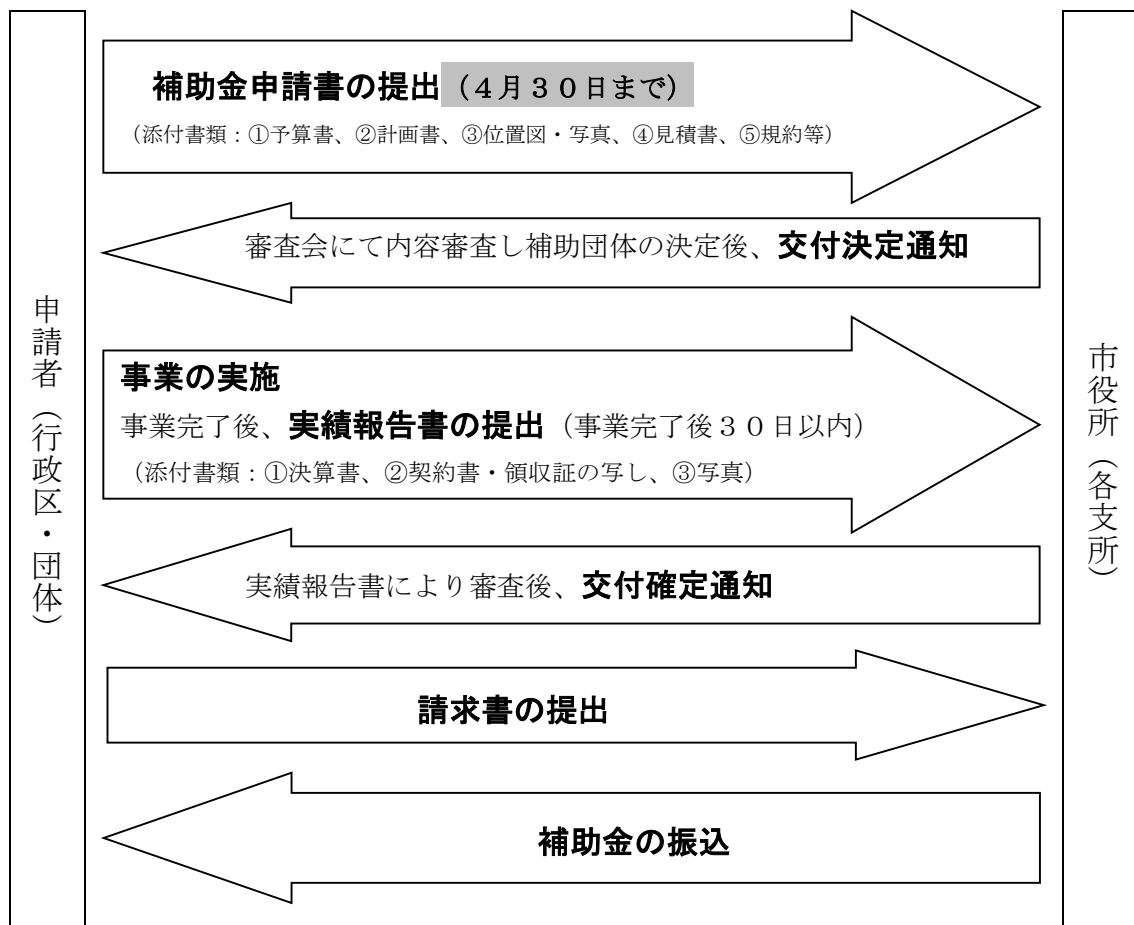 補助金申請書の提出（４月３０日まで）
（添付書類：①予算書、②計画書、③位置図・写真、④見積書、⑤規約等）
審査会にて内容審査し補助団体の決定後、交付決定通知
申請者（行政区・団体）
事業の実施
事業完了後、実績報告書の提出（事業完了後３０日以内）
（添付書類：①決算書、②契約書・領収証の写し、③写真）
市役所（各支所）
実績報告書により審査後、交付確定通知
請求書の提出
補助金の振込